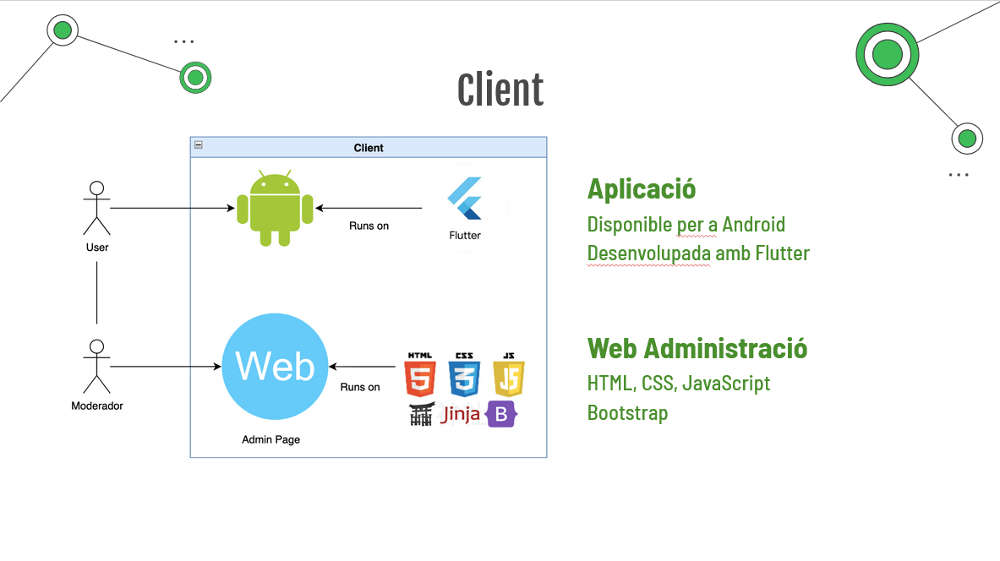 ...
Client
Client
Aplicació
Disponible per a Android
Desenvolupada amb Flutter
Runs on
Flutter
User
Web Administració
HTML, CSS, JavaScript
Bootstrap
HTML
CSS
JS
5
3
JS
Web
Runs on
Jinja
B
Moderador
Admin Page
...